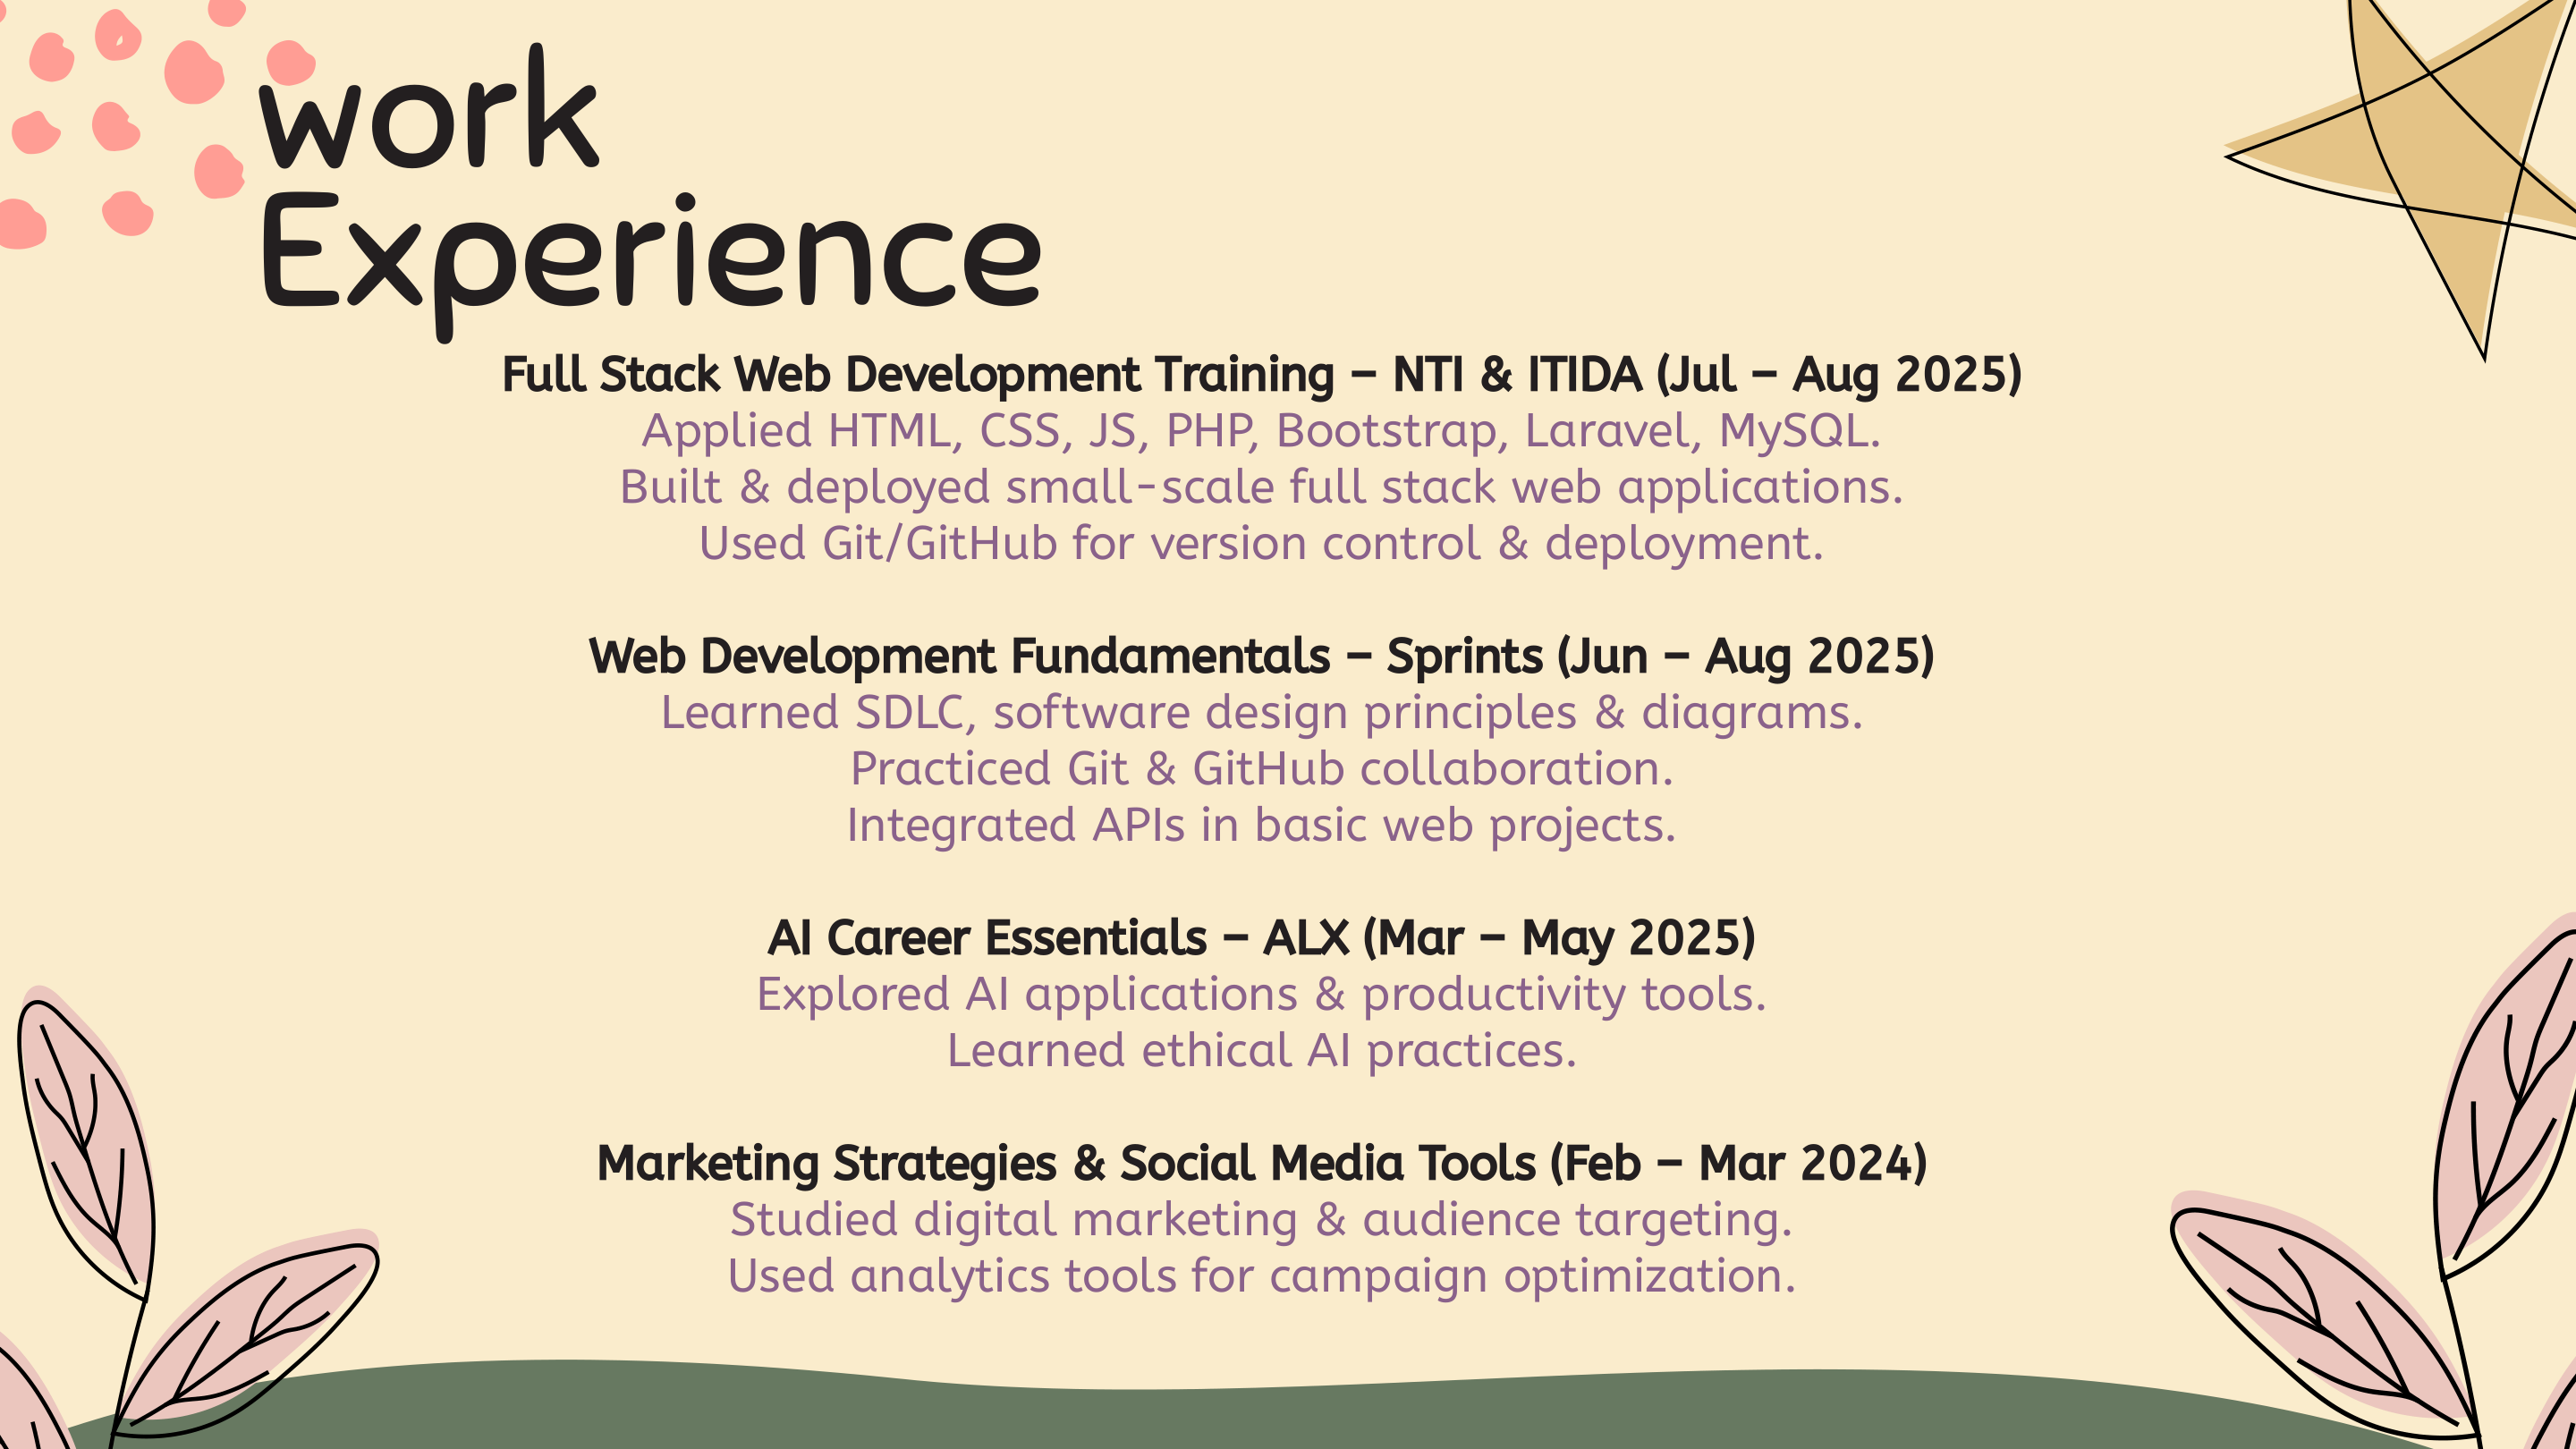 work
Experience
Full Stack Web Development Training – NTI & ITIDA (Jul – Aug 2025)
Applied HTML, CSS, JS, PHP, Bootstrap, Laravel, MySQL.
Built & deployed small-scale full stack web applications.
Used Git/GitHub for version control & deployment.
Web Development Fundamentals – Sprints (Jun – Aug 2025)
Learned SDLC, software design principles & diagrams.
Practiced Git & GitHub collaboration.
Integrated APIs in basic web projects.
AI Career Essentials – ALX (Mar – May 2025)
Explored AI applications & productivity tools.
Learned ethical AI practices.
Marketing Strategies & Social Media Tools (Feb – Mar 2024)
Studied digital marketing & audience targeting.
Used analytics tools for campaign optimization.